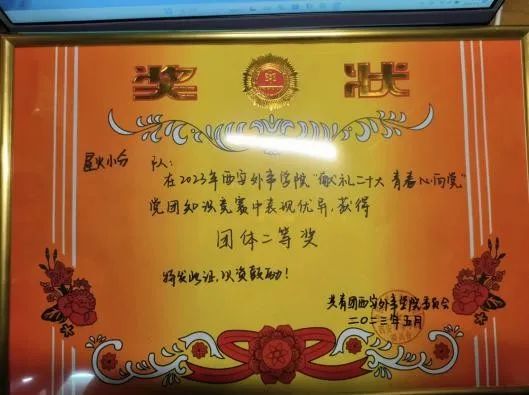 奖状
星火小分 队：
在2023年西安外事学院"献礼二十大 青春心向党"
党团知识竞赛中表现优异，获得
团体二等奖
特发此证，以资鼓励！
共青团西安外事学院委员会
二〇二三年五月